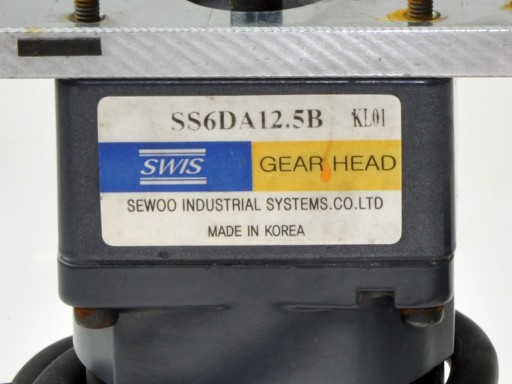 SS6DA12.5B KL01
SWIS GEAR HEAD
SEWOO INDUSTRIAL SYSTEMS.CO.LTD
MADE IN KOREA